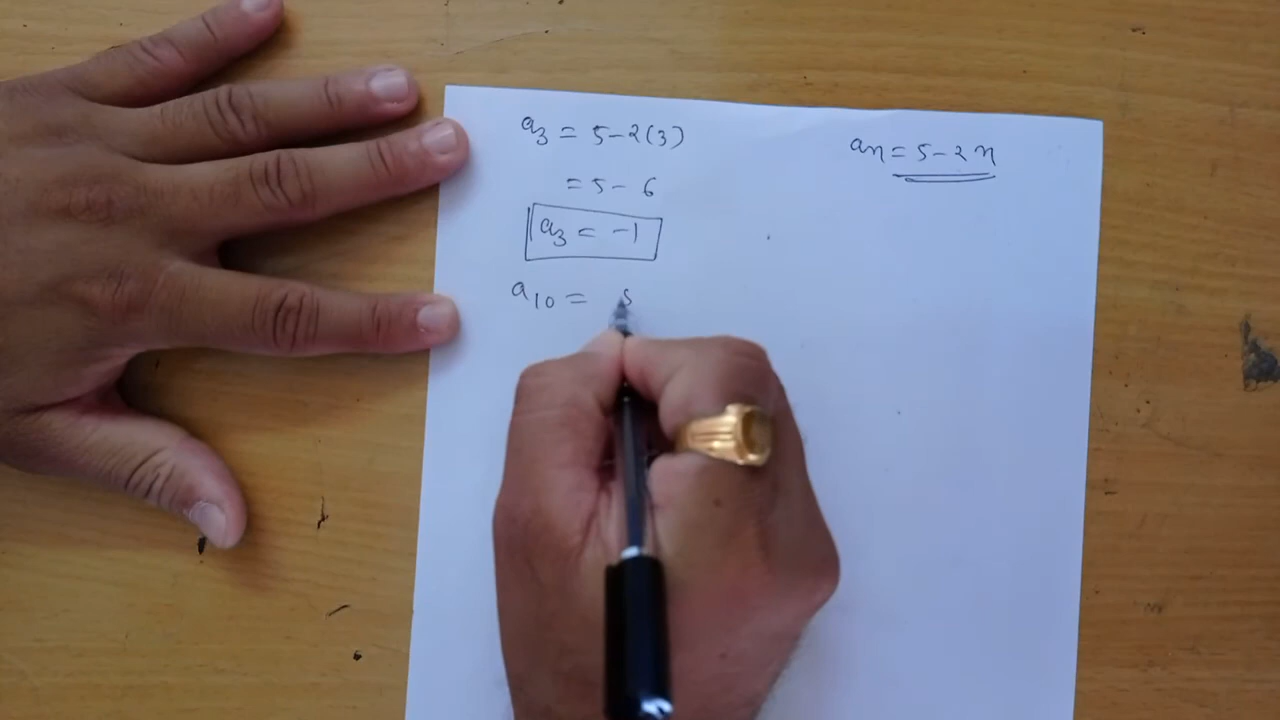 a3 = 5-2(3)
an = 5-2n
= 5- 6
a3 = -1
a10 = 5